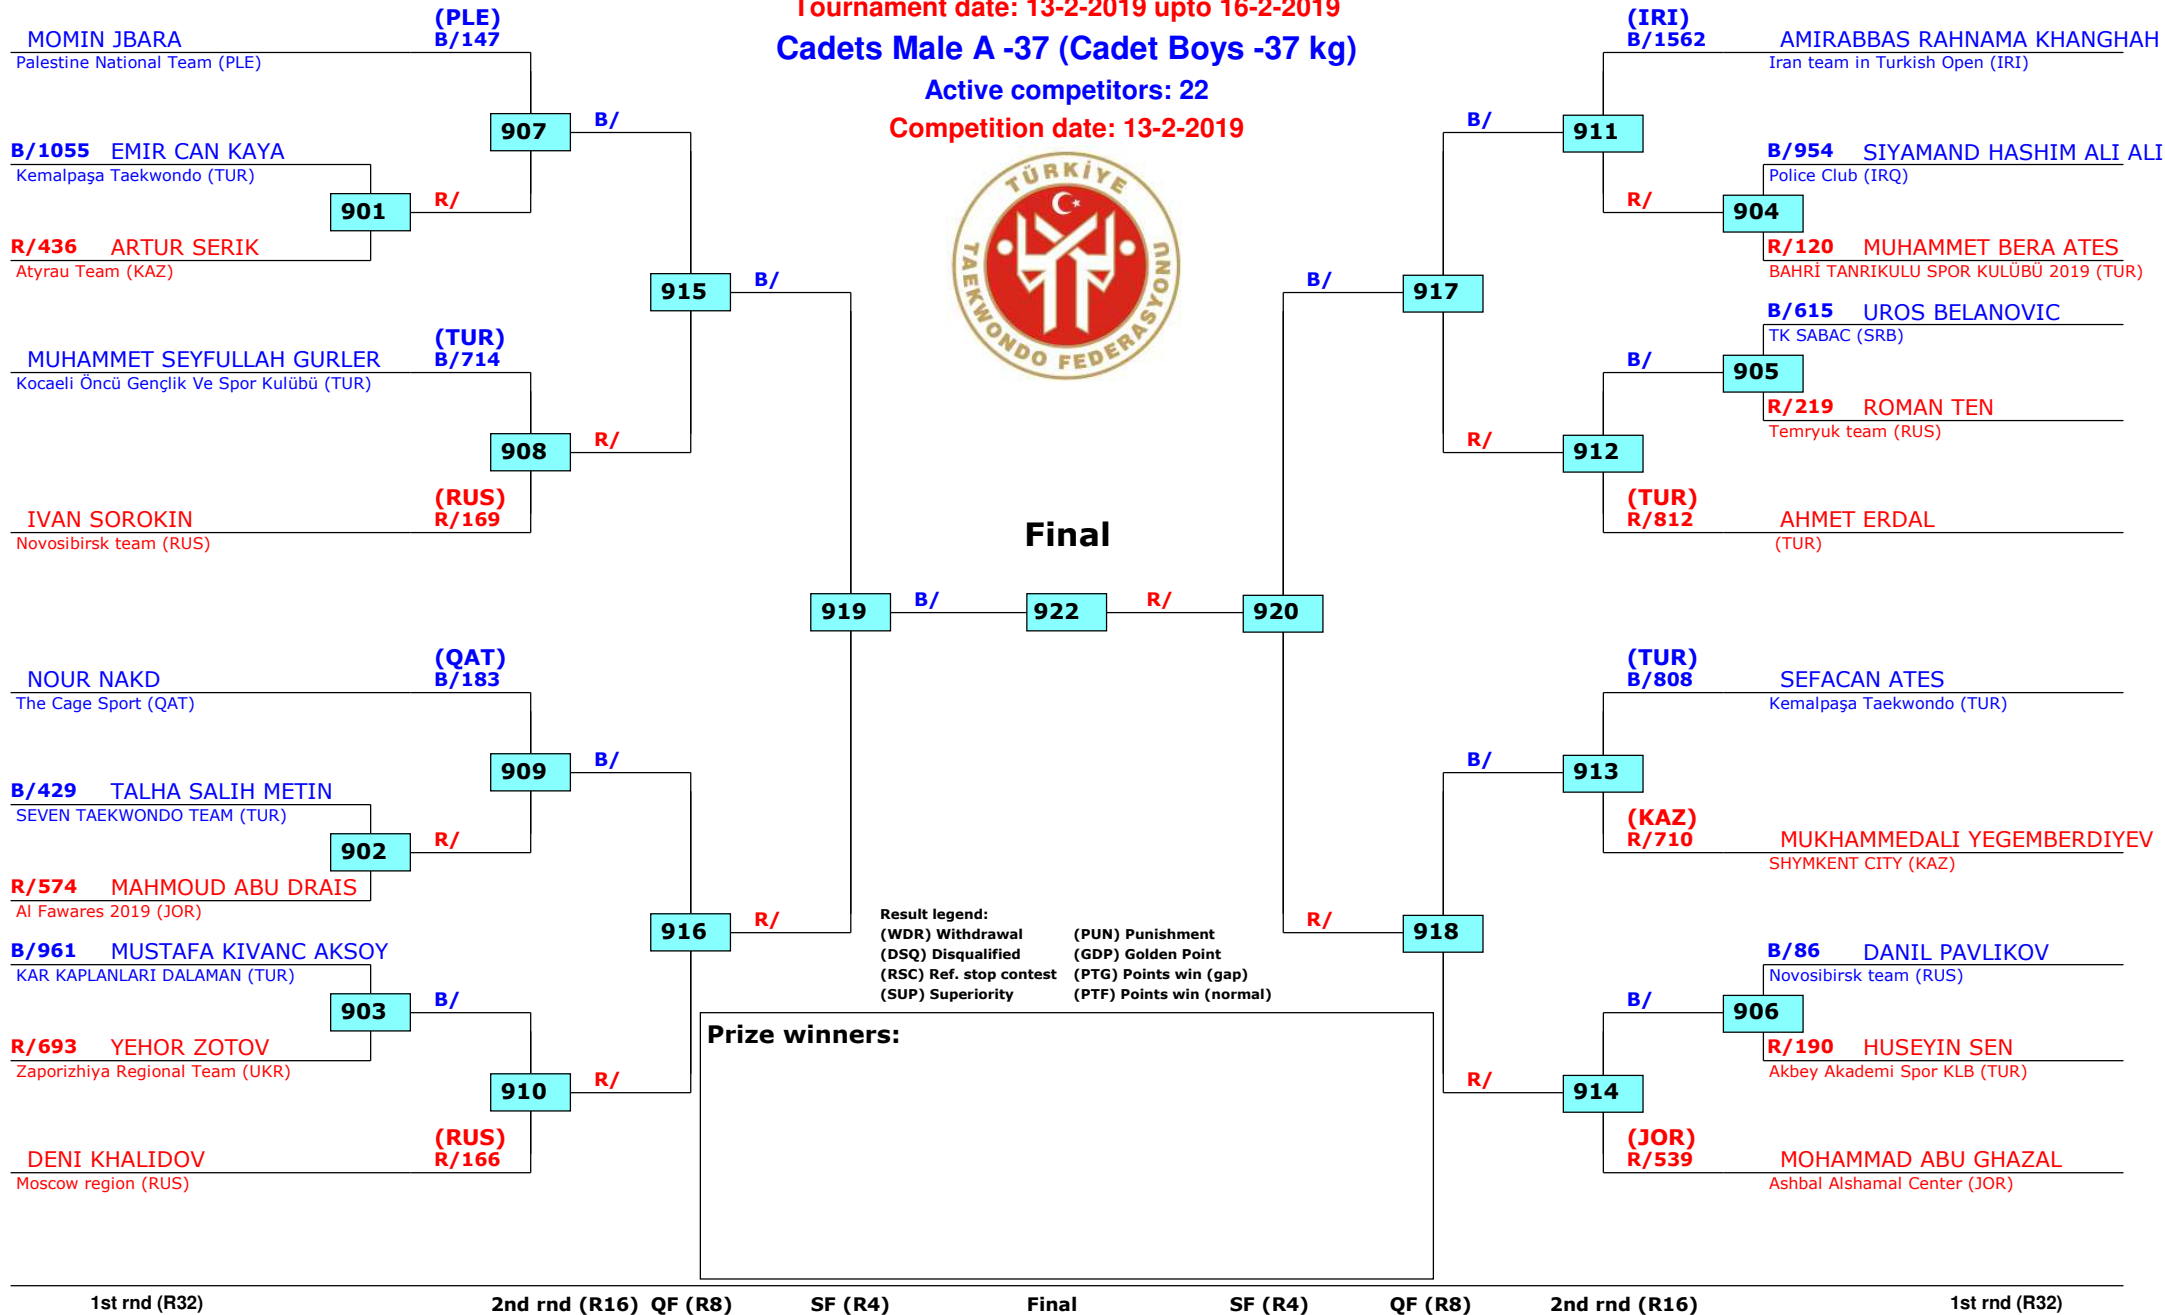 Tournament date: 13-2-2019 upto 16-2-2019
Cadets Male A -37 (Cadet Boys -37 kg)
Active competitors: 22
Competition date: 13-2-2019
TÜRKİYE
TAEKWONDO FEDERASYONU
(PLE)
MOMIN JBARA B/147
Palestine National Team (PLE)
907 B/
B/1055 EMIR CAN KAYA
Kemalpaşa Taekwondo (TUR)
901 R/
R/436 ARTUR SERIK
Atyrau Team (KAZ)
915 B/
(TUR)
MUHAMMET SEYFULLAH GURLER B/714
Kocaeli Öncü Gençlik Ve Spor Kulübü (TUR)
908 R/
(RUS)
IVAN SOROKIN R/169
Novosibirsk team (RUS)
919 B/
(QAT)
NOUR NAKD B/183
The Cage Sport (QAT)
909 B/
B/429 TALHA SALIH METIN
SEVEN TAEKWONDO TEAM (TUR)
902 R/
R/574 MAHMOUD ABU DRAIS
Al Fawares 2019 (JOR)
916 R/
B/961 MUSTAFA KIVANC AKSOY
KAR KAPLANLARI DALAMAN (TUR)
903 B/
R/693 YEHOR ZOTOV
Zaporizhiya Regional Team (UKR)
910 R/
(RUS)
DENI KHALIDOV R/166
Moscow region (RUS)
Final
922
R/ 920
(IRI)
B/1562 AMIRABBAS RAHNAMA KHANGHAH
Iran team in Turkish Open (IRI)
B/ 911
B/954 SIYAMAND HASHIM ALI ALI
Police Club (IRQ)
R/ 904
R/120 MUHAMMET BERA ATES
BAHRİ TANRIKULU SPOR KULÜBÜ 2019 (TUR)
B/ 917
B/615 UROS BELANOVIC
TK SABAC (SRB)
B/ 905
R/219 ROMAN TEN
Temryuk team (RUS)
R/ 912
(TUR)
R/812 AHMET ERDAL
(TUR)
(TUR)
B/808 SEFACAN ATES
Kemalpaşa Taekwondo (TUR)
B/ 913
(KAZ)
R/710 MUKHAMMEDALI YEGEMBERDIYEV
SHYMKENT CITY (KAZ)
R/ 918
B/86 DANIL PAVLIKOV
Novosibirsk team (RUS)
B/ 906
R/190 HUSEYIN SEN
Akbey Akademi Spor KLB (TUR)
R/ 914
(JOR)
R/539 MOHAMMAD ABU GHAZAL
Ashbal Alshamal Center (JOR)
Result legend:
(WDR) Withdrawal (PUN) Punishment
(DSQ) Disqualified (GDP) Golden Point
(RSC) Ref. stop contest (PTG) Points win (gap)
(SUP) Superiority (PTF) Points win (normal)
Prize winners:
1st rnd (R32) 2nd rnd (R16) QF (R8) SF (R4) Final SF (R4) QF (R8) 2nd rnd (R16) 1st rnd (R32)